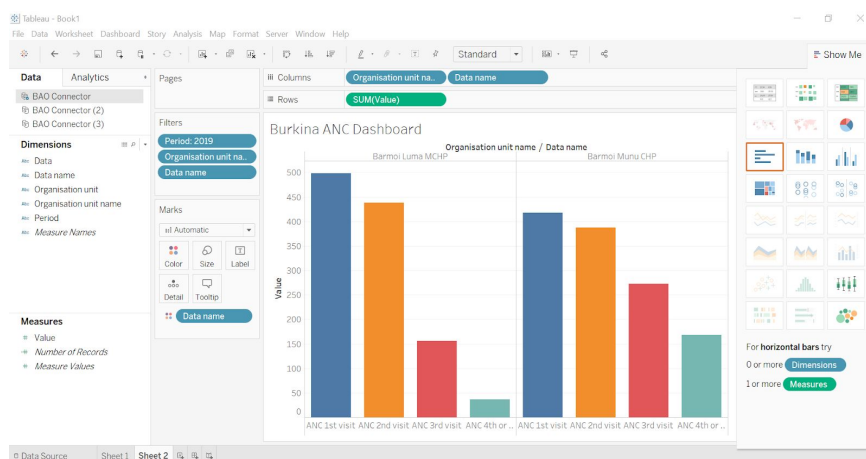 Tableau - Book1
File Data Worksheet Dashboard Story Analysis Map Format Server Window Help
Standard
Show Me
Data Analytics
BAO Connector
BAO Connector (2)
BAO Connector (3)
Dimensions
Abc Data
Abc Data name
Abc Organisation unit
Abc Organisation unit name
Abc Period
Abc Measure Names
Measures
# Value
Number of Records
# Measure Values
Pages
Filters
Period: 2019
Organisation unit na..
Data name
Marks
Automatic
Color Size Label
Detail Tooltip
Data name
Columns Organisation unit na.. Data name
Rows SUM(Value)
Burkina ANC Dashboard
Organisation unit name / Data name
Barmoi Luma MCHP Barmoi Munu CHP
Value
500
450
400
350
300
250
200
150
100
50
0
ANC 1st visit ANC 2nd visit ANC 3rd visit ANC 4th or .. ANC 1st visit ANC 2nd visit ANC 3rd visit ANC 4th or ..
For horizontal bars try
0 or more Dimensions
1 or more Measures
Data Source Sheet 1 Sheet 2